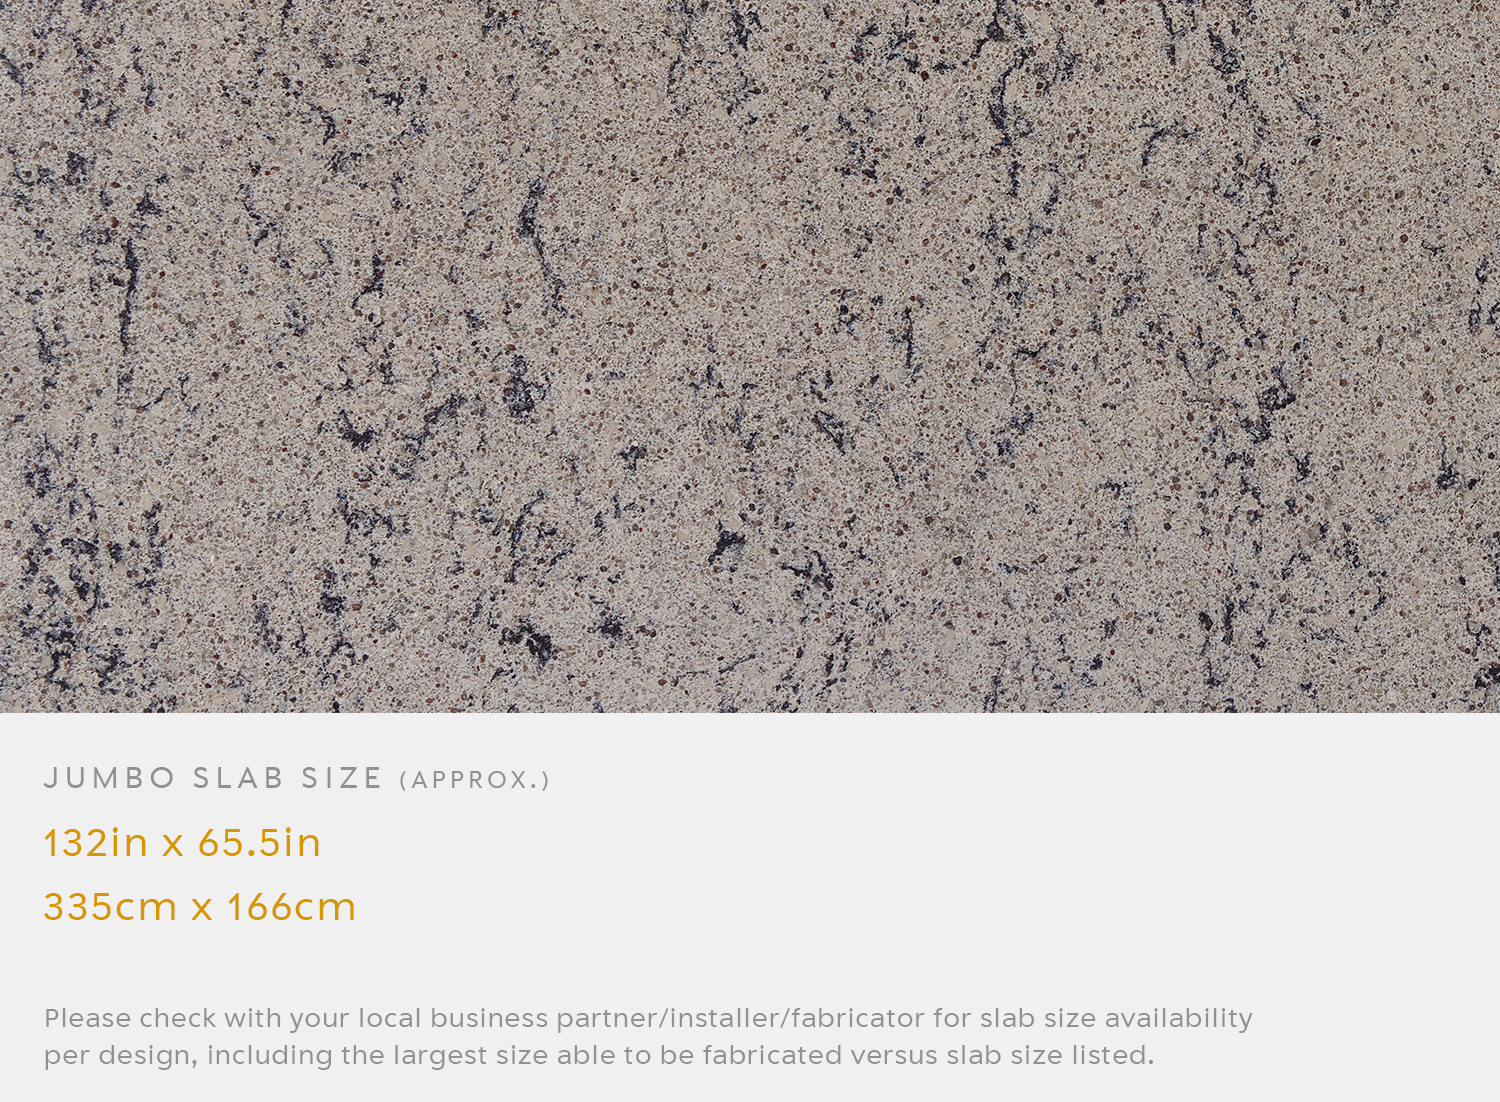 JUMBO SLAB SIZE (APPROX.)
132in x 65.5in
335cm x 166cm
Please check with your local business partner/installer/fabricator for slab size availability
per design, including the largest size able to be fabricated versus slab size listed.